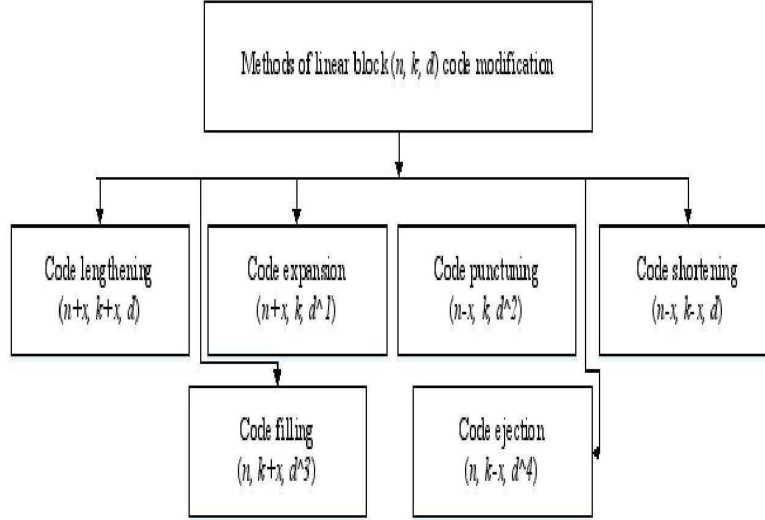 Methods of linear block (n, k, d) code modification
Code lengthening
(n+x, k+x, d)
Code expansion
(n+x, k, d^1)
Code punctuning
(n-x, k, d^2)
Code shortening
(n-x, k-x, d)
Code filling
(n, k+x, d^3)
Code ejection
(n, k-x, d^4)